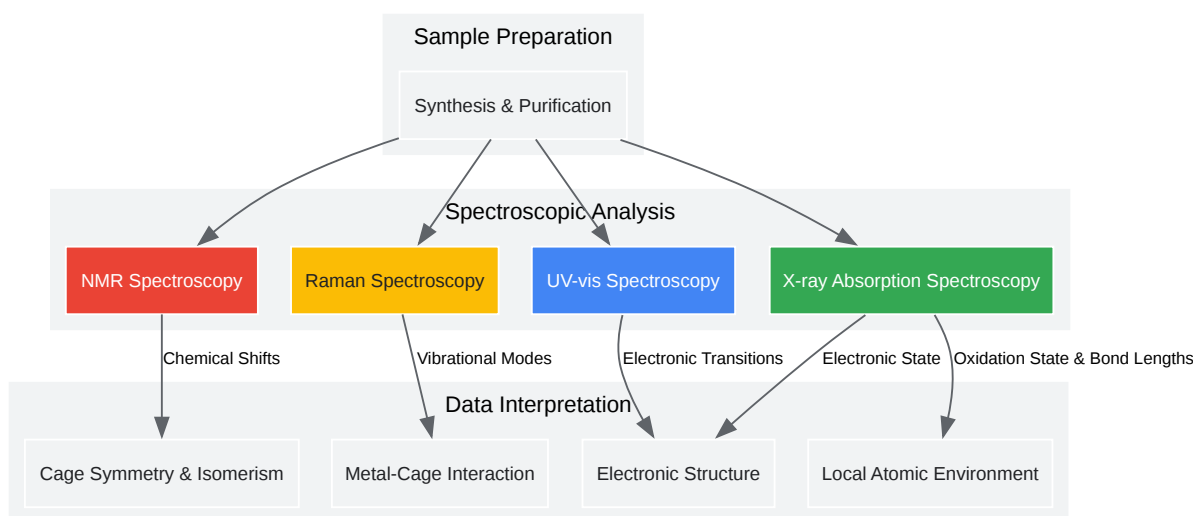 Sample Preparation
Synthesis & Purification
Spectroscopic Analysis
NMR Spectroscopy
Raman Spectroscopy
UV-vis Spectroscopy
X-ray Absorption Spectroscopy
Chemical Shifts
Vibrational Modes
Electronic Transitions
Electronic State
Oxidation State & Bond Lengths
Data Interpretation
Cage Symmetry & Isomerism
Metal-Cage Interaction
Electronic Structure
Local Atomic Environment